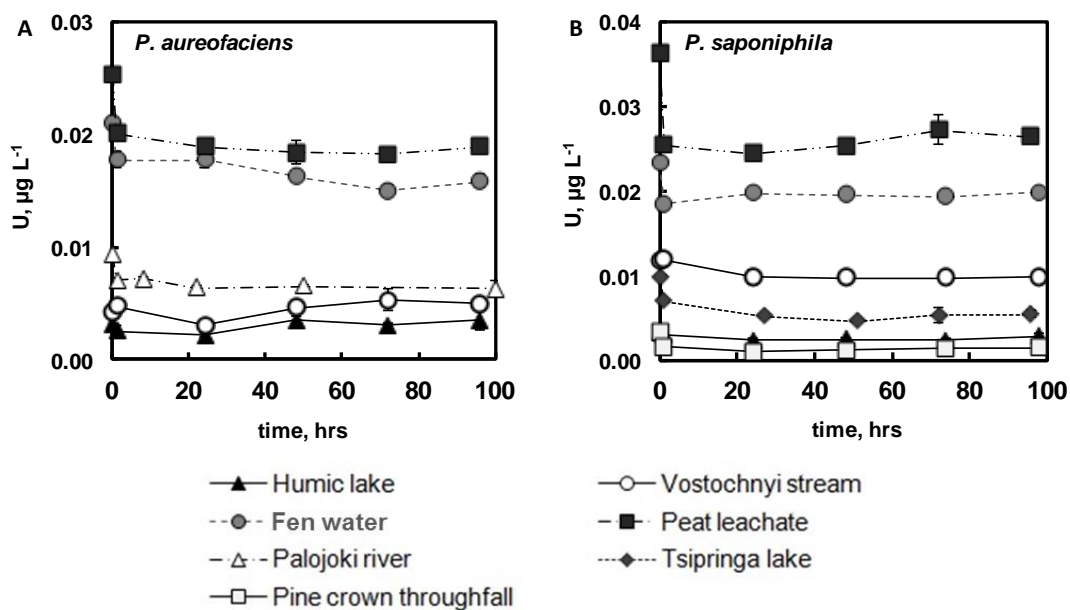 A
P. aureofaciens
U, µg L-1
0.03
0.02
0.01
0.00
0 20 40 60 80 100
time, hrs
B
P. saponiphila
U, µg L-1
0.04
0.03
0.02
0.01
0.00
0 20 40 60 80 100
time, hrs
Humic lake
Fen water
Palojoki river
Pine crown throughfall
Vostochnyi stream
Peat leachate
Tsipringa lake